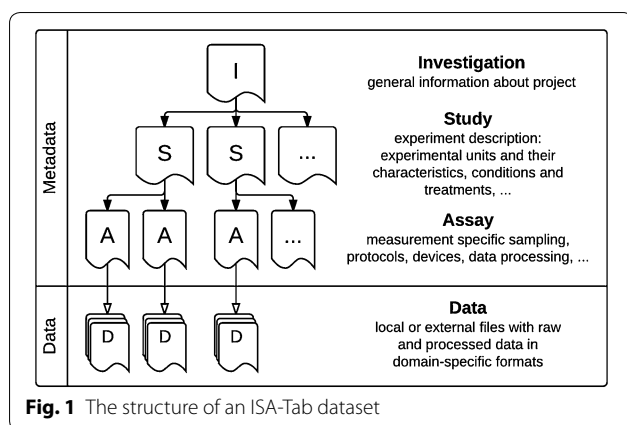 Metadata
I
Investigation
general information about project
S
S
...
Study
experiment description:
experimental units and their
characteristics, conditions and
treatments, ...
A
A
A
...
Assay
measurement specific sampling,
protocols, devices, data processing, ...
Data
D
D
D
Data
local or external files with raw
and processed data in
domain-specific formats
Fig. 1 The structure of an ISA-Tab dataset